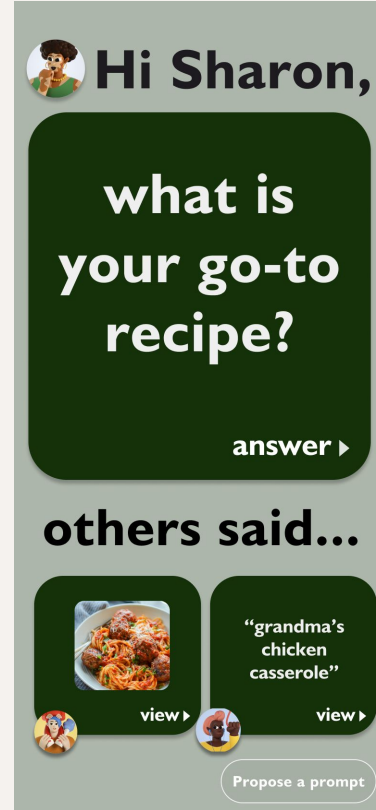 Hi Sharon,
what is
your go-to
recipe?
answer
others said...
view
“grandma’s
chicken
casserole”
view
Propose a prompt